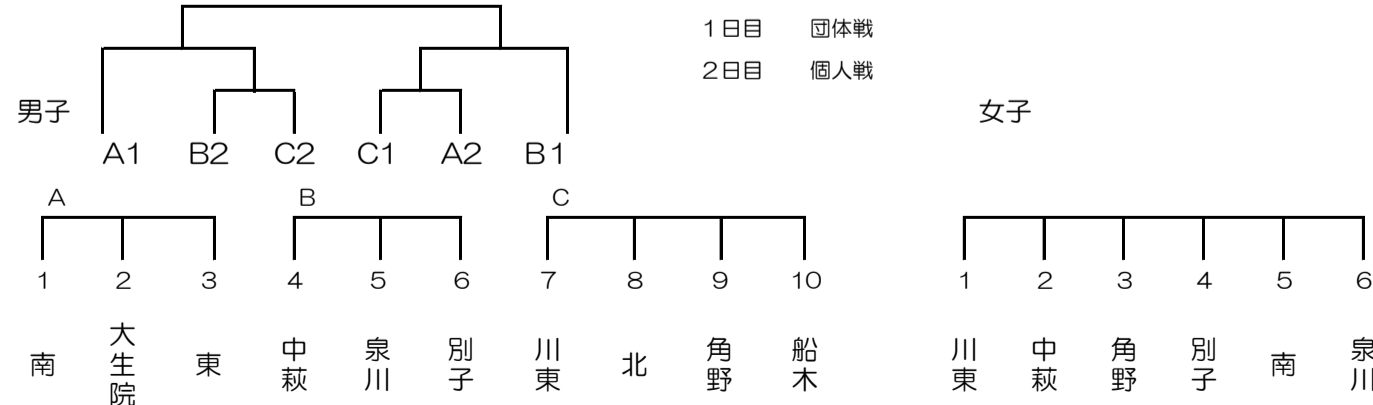 1日目 団体戦
2日目 個人戦
男子
女子
A1 B2 C2 C1 A2 B1
A B C
1 2 3 4 5 6 7 8 9 10
1 2 3 4 5 6
南 大生院 東 中萩 泉川 別子 川東 北 角野 船木
川東 中萩 角野 別子 南 泉川